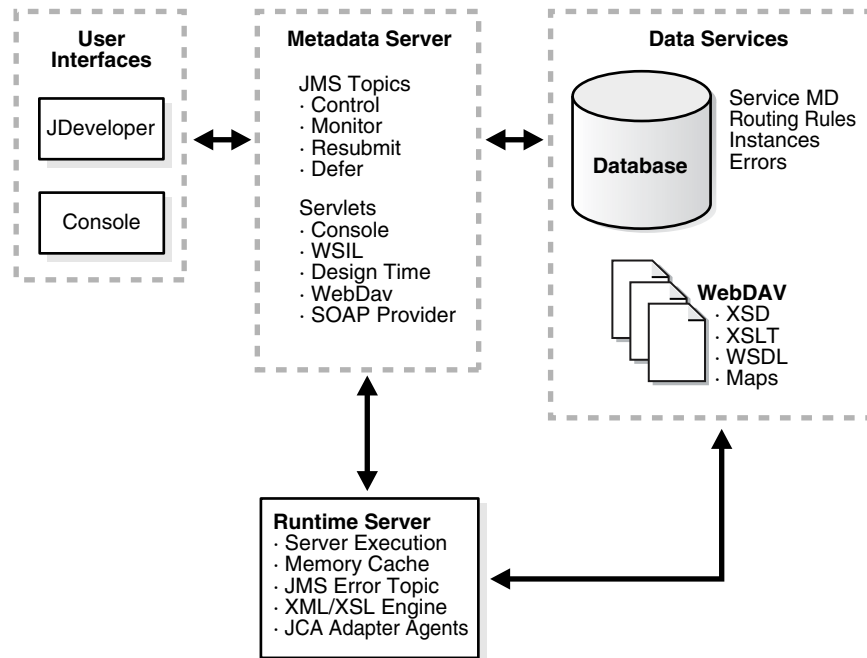 User
Interfaces
JDeveloper
Console
Metadata Server
JMS Topics
· Control
· Monitor
· Resubmit
· Defer
Servlets
· Console
· WSIL
· Design Time
· WebDav
· SOAP Provider
Data Services
Database
Service MD
Routing Rules
Instances
Errors
WebDAV
· XSD
· XSLT
· WSDL
· Maps
Runtime Server
· Server Execution
· Memory Cache
· JMS Error Topic
· XML/XSL Engine
· JCA Adapter Agents